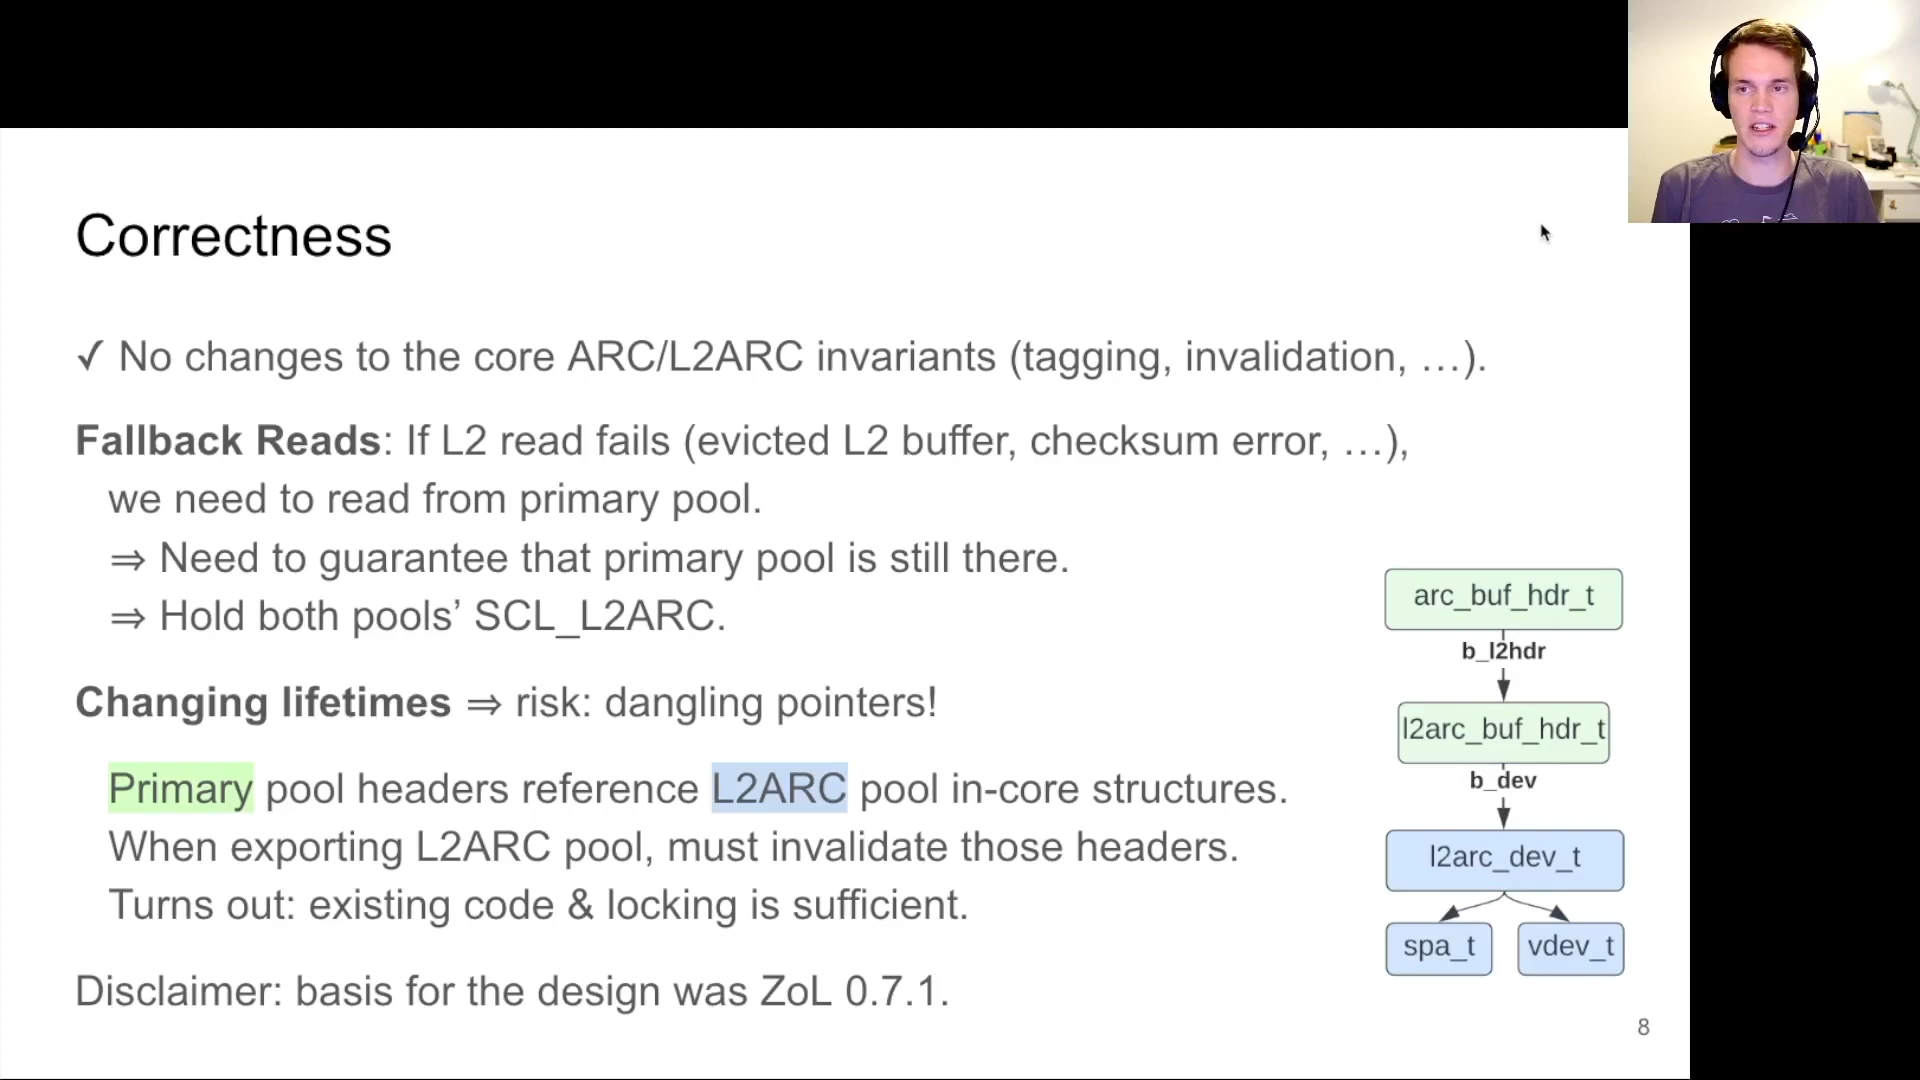 Correctness
✓ No changes to the core ARC/L2ARC invariants (tagging, invalidation, …).
Fallback Reads: If L2 read fails (evicted L2 buffer, checksum error, …),
we need to read from primary pool.
⇒ Need to guarantee that primary pool is still there.
⇒ Hold both pools’ SCL_L2ARC.
Changing lifetimes ⇒ risk: dangling pointers!
Primary pool headers reference L2ARC pool in-core structures.
When exporting L2ARC pool, must invalidate those headers.
Turns out: existing code & locking is sufficient.
Disclaimer: basis for the design was ZoL 0.7.1.
arc_buf_hdr_t
b_l2hdr
l2arc_buf_hdr_t
b_dev
l2arc_dev_t
spa_t
vdev_t
8